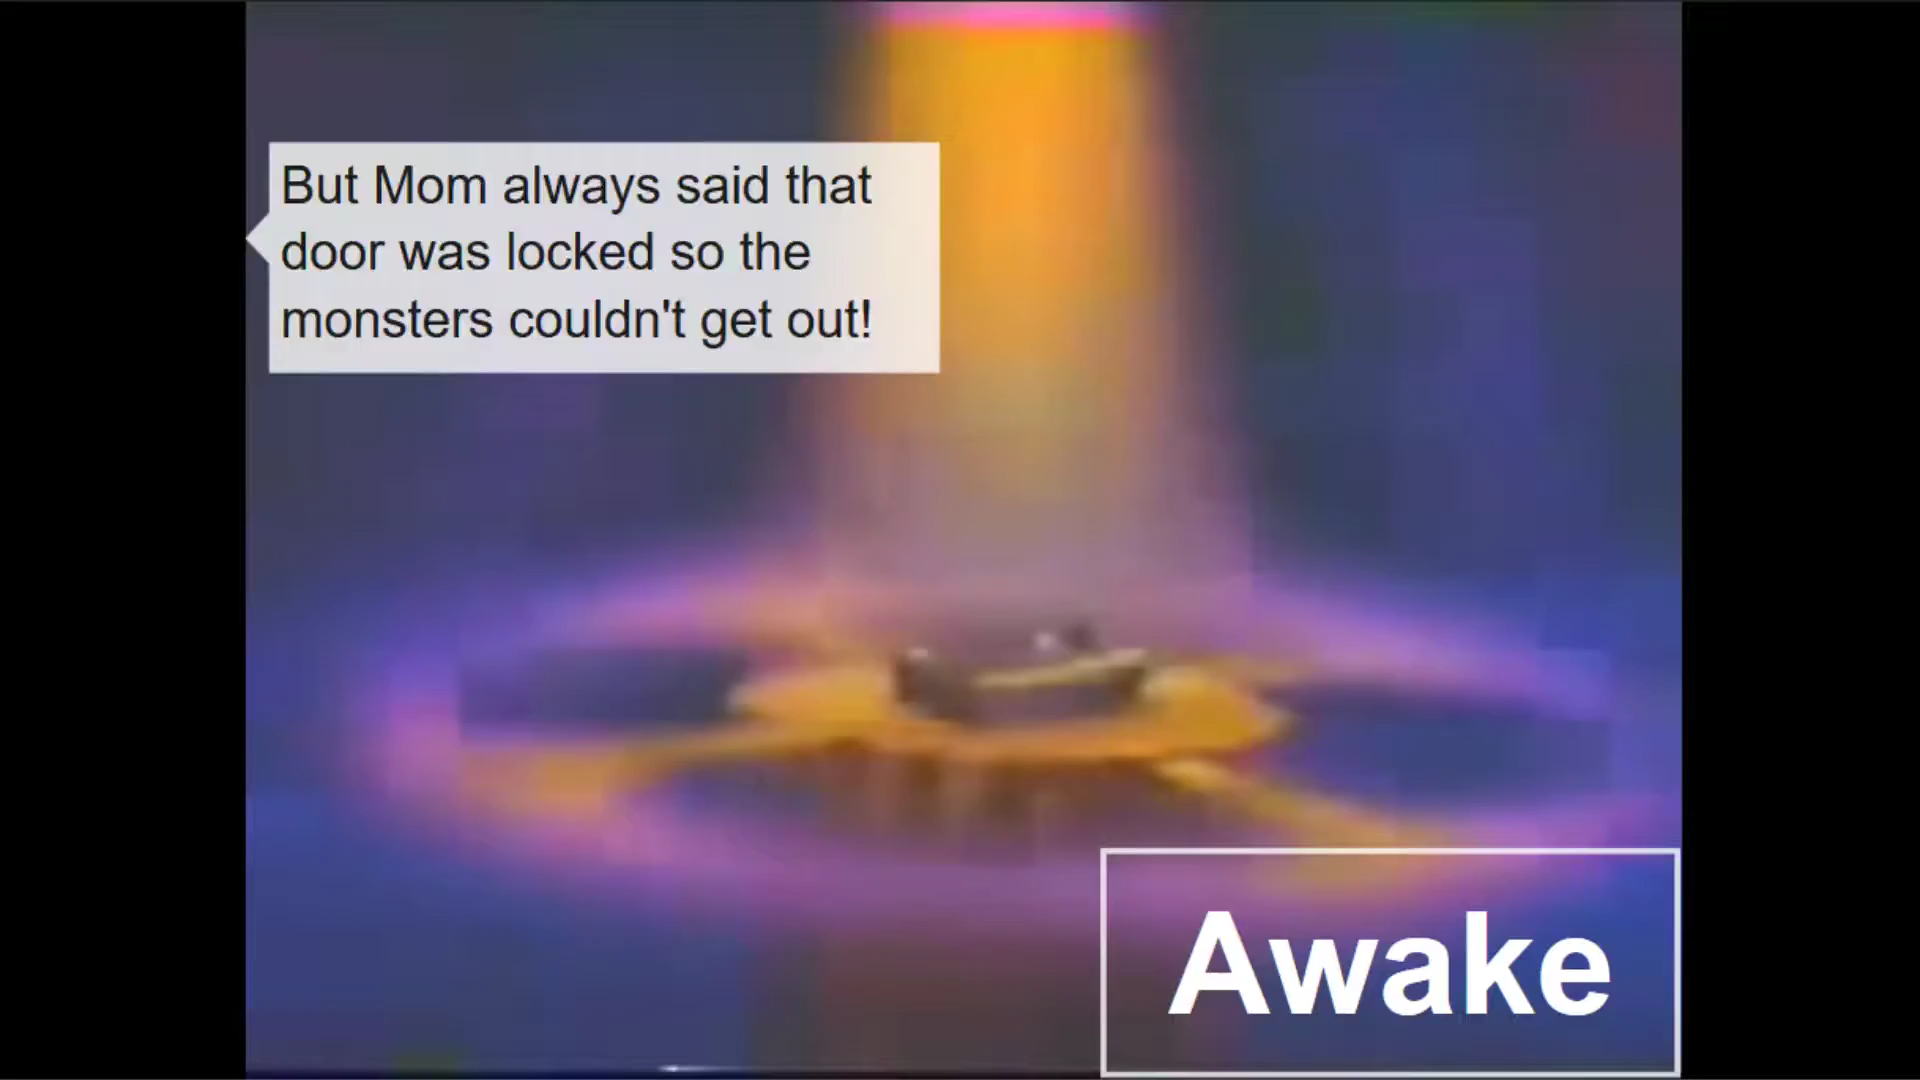 But Mom always said that
door was locked so the
monsters couldn't get out!
Awake